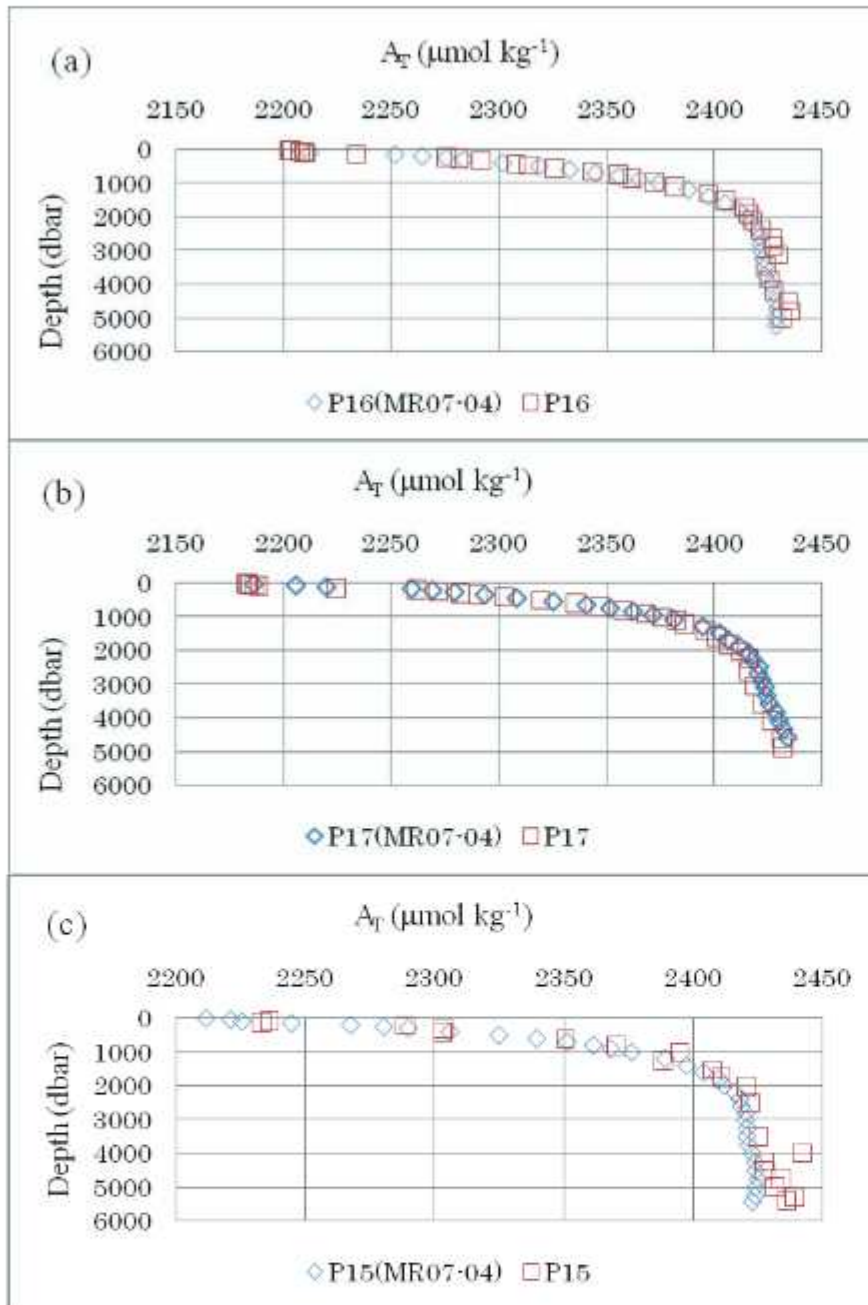 (a)
A_T (μmol kg⁻¹)
2150 2200 2250 2300 2350 2400 2450
Depth (dbar)
0
1000
2000
3000
4000
5000
6000
P16(MR07-04) P16
(b)
A_T (μmol kg⁻¹)
2150 2200 2250 2300 2350 2400 2450
Depth (dbar)
0
1000
2000
3000
4000
5000
6000
P17(MR07-04) P17
(c)
A_T (μmol kg⁻¹)
2200 2250 2300 2350 2400 2450
Depth (dbar)
0
1000
2000
3000
4000
5000
6000
P15(MR07-04) P15